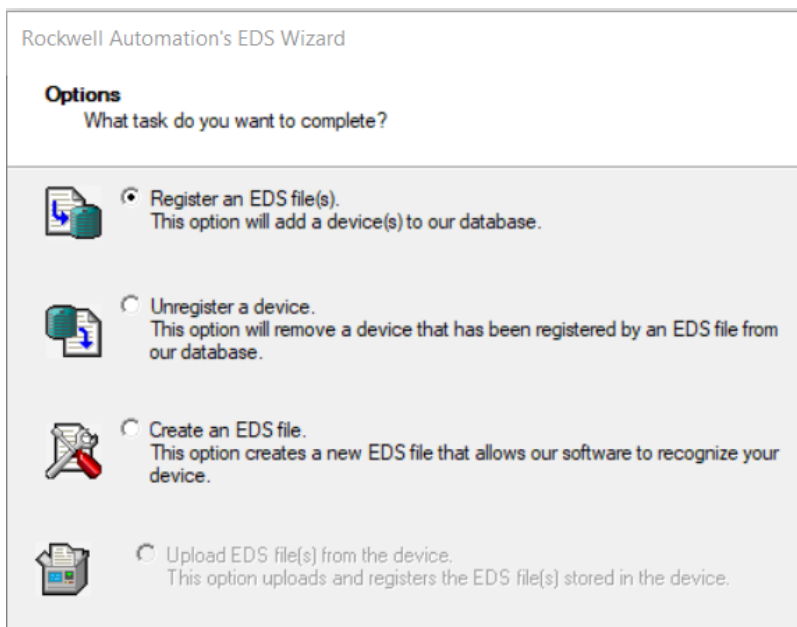 Rockwell Automation's EDS Wizard
Options
What task do you want to complete?
Register an EDS file(s).
This option will add a device(s) to our database.
Unregister a device.
This option will remove a device that has been registered by an EDS file from
our database.
Create an EDS file.
This option creates a new EDS file that allows our software to recognize your
device.
Upload EDS file(s) from the device.
This option uploads and registers the EDS file(s) stored in the device.